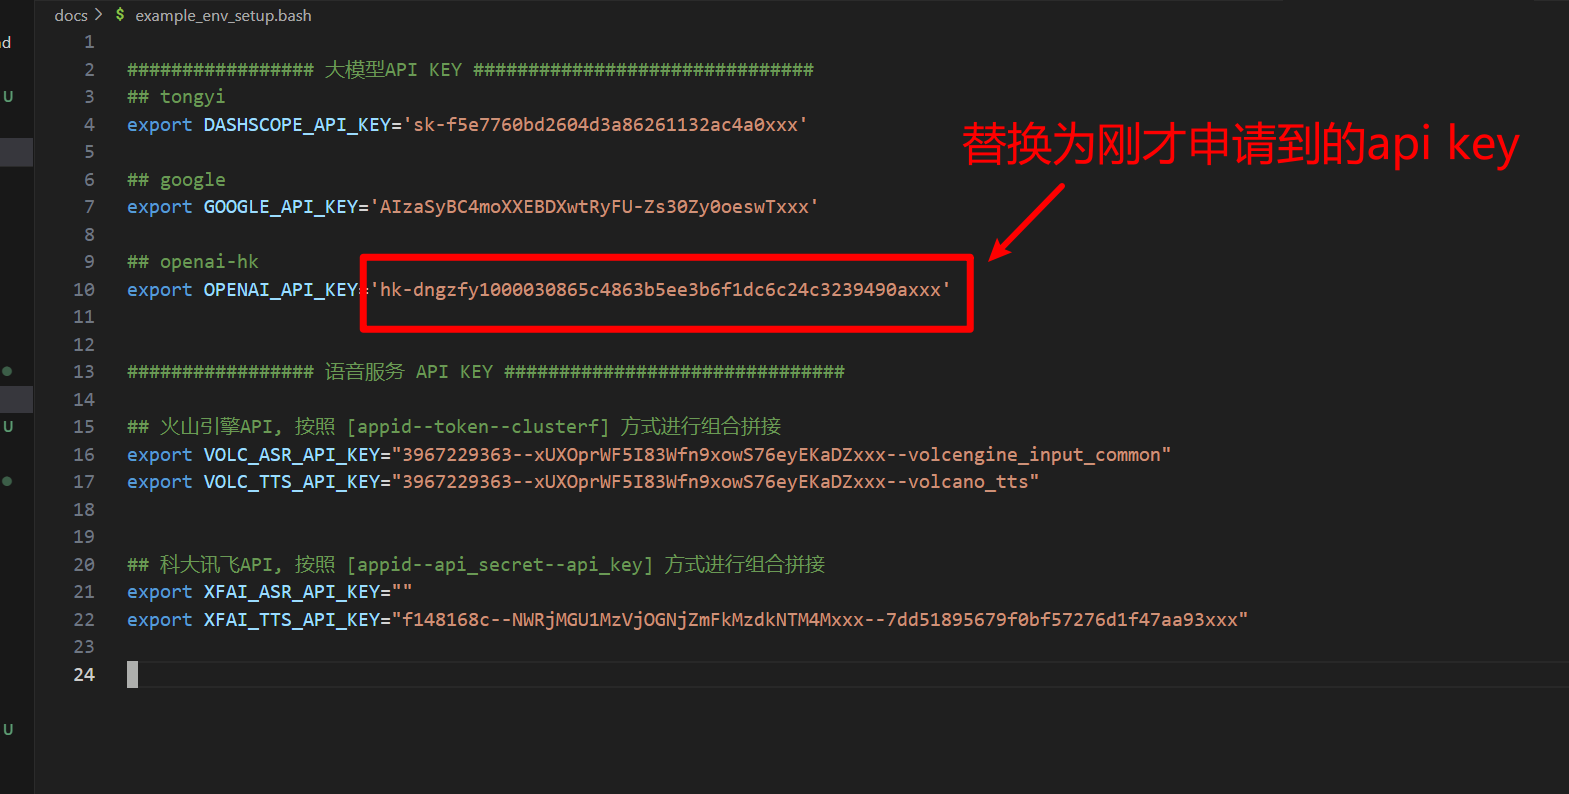 docs > $ example_env_setup.bash
d
1
2 ################# 大模型API KEY ###############################
U
3 ## tongyi
4 export DASHSCOPE_API_KEY='sk-f5e7760bd2604d3a86261132ac4a0xxx'
替换为刚才申请到的api key
5
6 ## google
7 export GOOGLE_API_KEY='AIzaSyBC4moXXEBDXwtRyFU-Zs30Zy0oeswTxxx'
8
9 ## openai-hk
10 export OPENAI_API_KEY='hk-dngzfy1000030865c4863b5ee3b6f1dc6c24c3239490axxx'
11
12
13 ################# 语音服务 API KEY ###############################
14
U
15 ## 火山引擎API, 按照 [appid--token--clusterf] 方式进行组合拼接
16 export VOLC_ASR_API_KEY="3967229363--xUXOprWF5I83Wfn9xowS76eyEKaDZxxx--volcengine_input_common"
17 export VOLC_TTS_API_KEY="3967229363--xUXOprWF5I83Wfn9xowS76eyEKaDZxxx--volcano_tts"
18
19
20 ## 科大讯飞API, 按照 [appid--api_secret--api_key] 方式进行组合拼接
21 export XFAI_ASR_API_KEY=""
22 export XFAI_TTS_API_KEY="f148168c--NWRjMGU1MzVjOGNjZmFkMzdkNTM4Mxxx--7dd51895679f0bf57276d1f47aa93xxx"
23
24
U